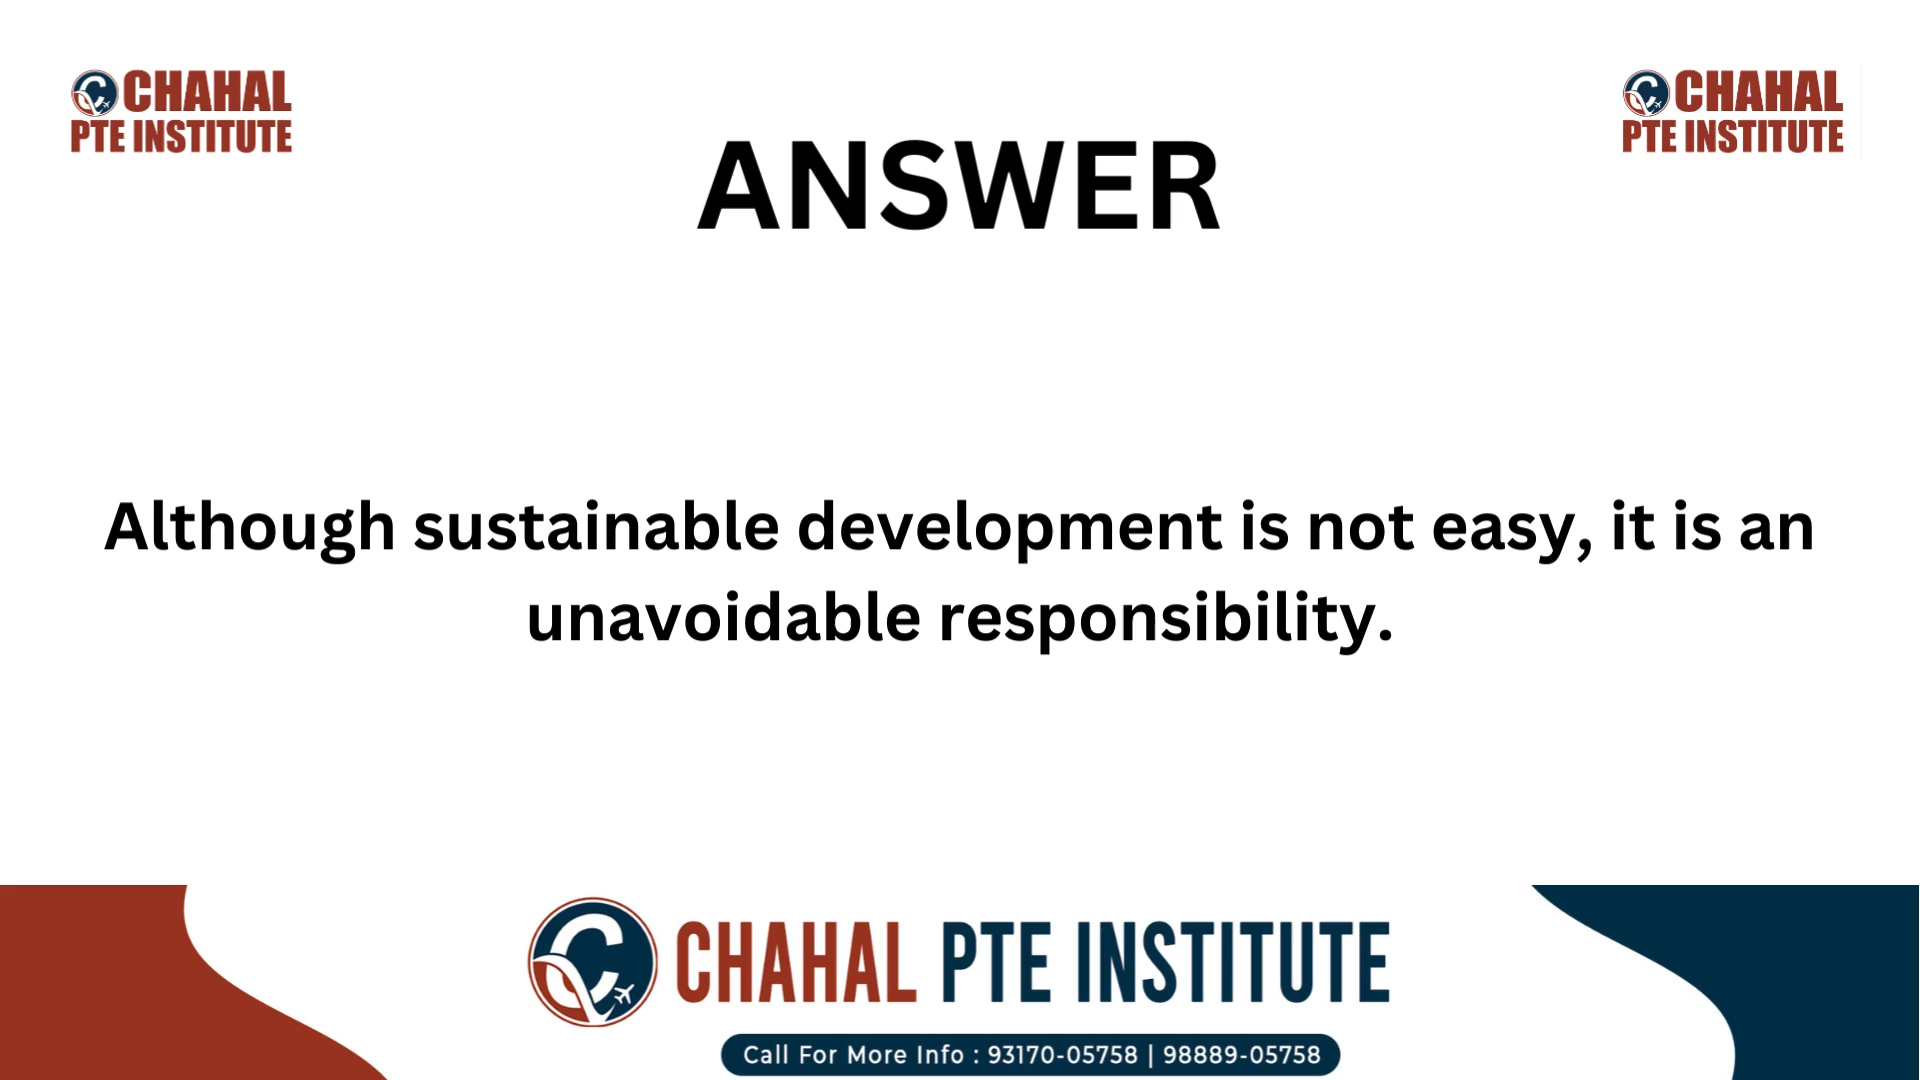 CHAHAL
PTE INSTITUTE
CHAHAL
PTE INSTITUTE
ANSWER
Although sustainable development is not easy, it is an
unavoidable responsibility.
CHAHAL PTE INSTITUTE
Call For More Info : 93170-05758 | 98889-05758